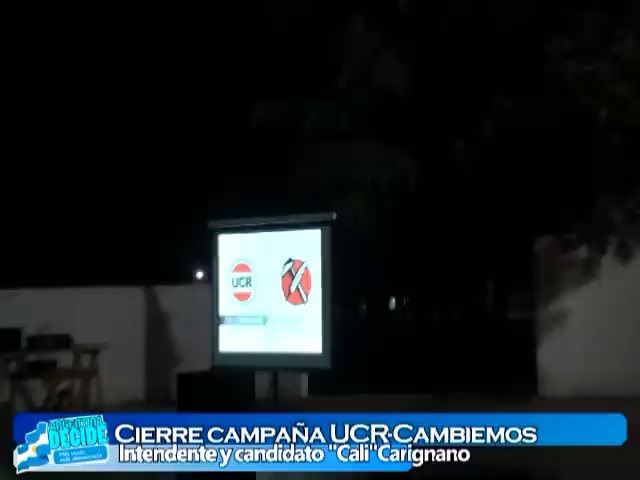 UCR
DECIDE
CIERRE CAMPAÑA UCR-CAMBIEMOS
Intendente y candidato "Cali"Carignano